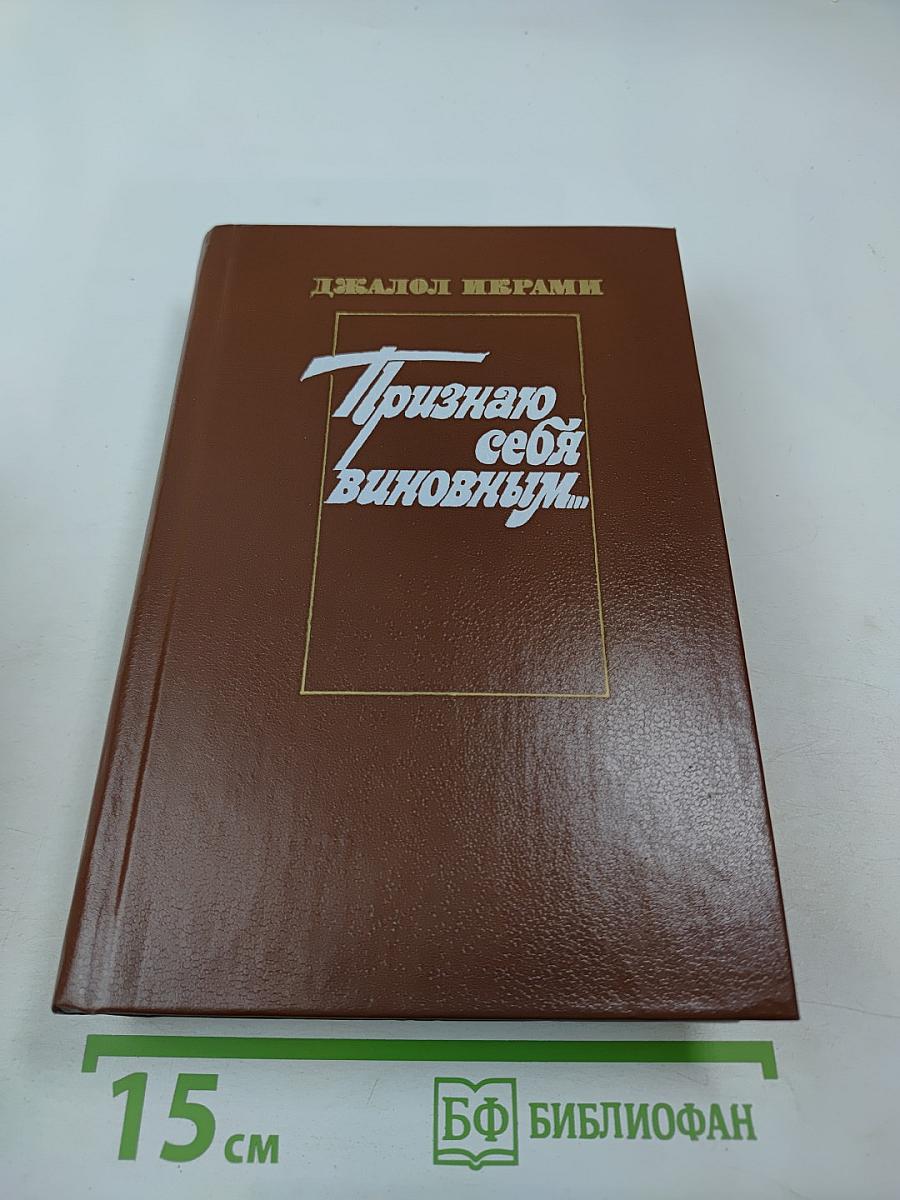 ДЖАЛОЛ ИКРАМИ
Признаю
себя
виновным...
15 см
БФ БИБЛИОФАН